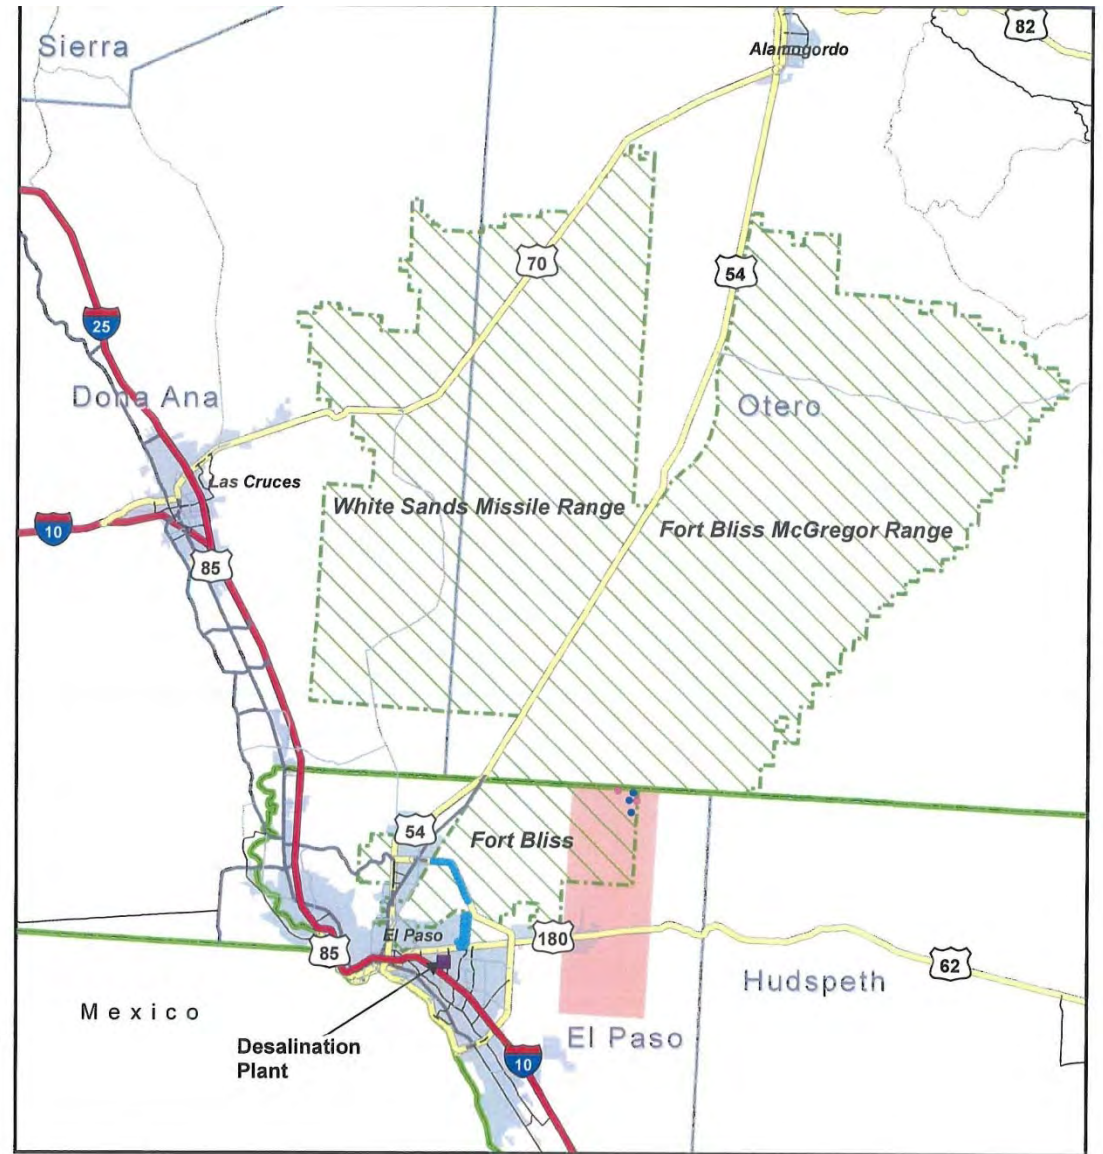 Sierra
82
Alamogordo
70
54
25
Dona Ana
Otero
Las Cruces
White Sands Missile Range
10
Fort Bliss McGregor Range
85
54
Fort Bliss
El Paso
180
85
62
Hudspeth
Mexico
El Paso
Desalination
Plant
10